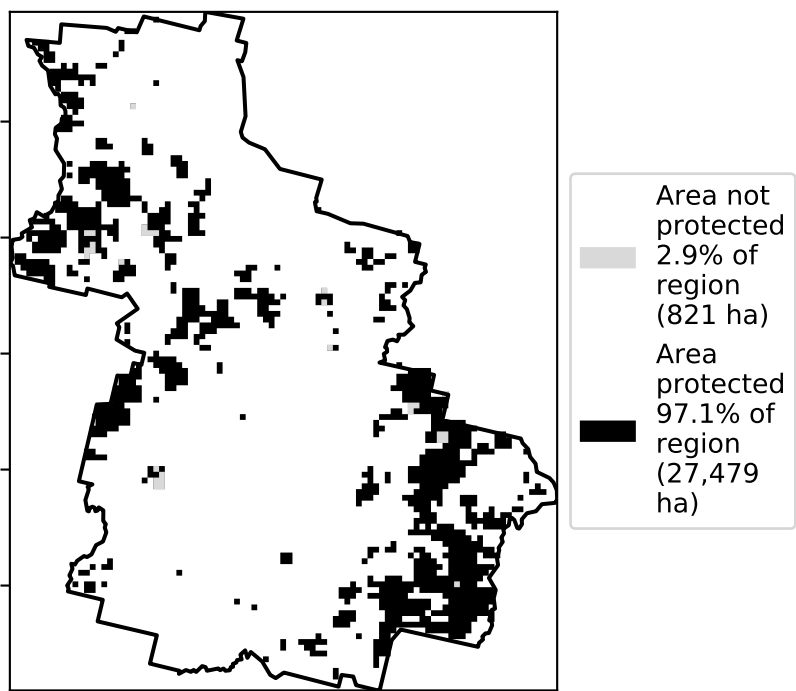 Area not
protected
2.9% of
region
(821 ha)
Area
protected
97.1% of
region
(27,479
ha)